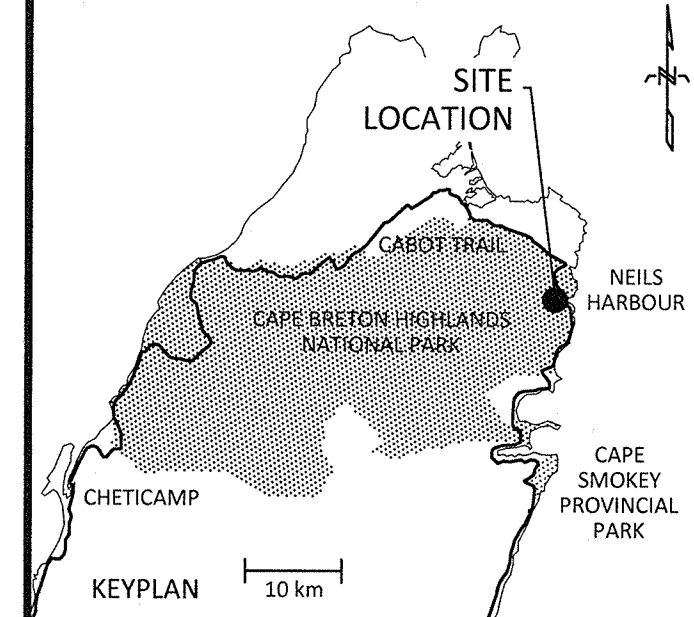 SITE
LOCATION
N
CABOT TRAIL
NEILS
HARBOUR
CAPE BRETON HIGHLANDS
NATIONAL PARK
CAPE
SMOKEY
PROVINCIAL
PARK
CHETICAMP
KEYPLAN
10 km